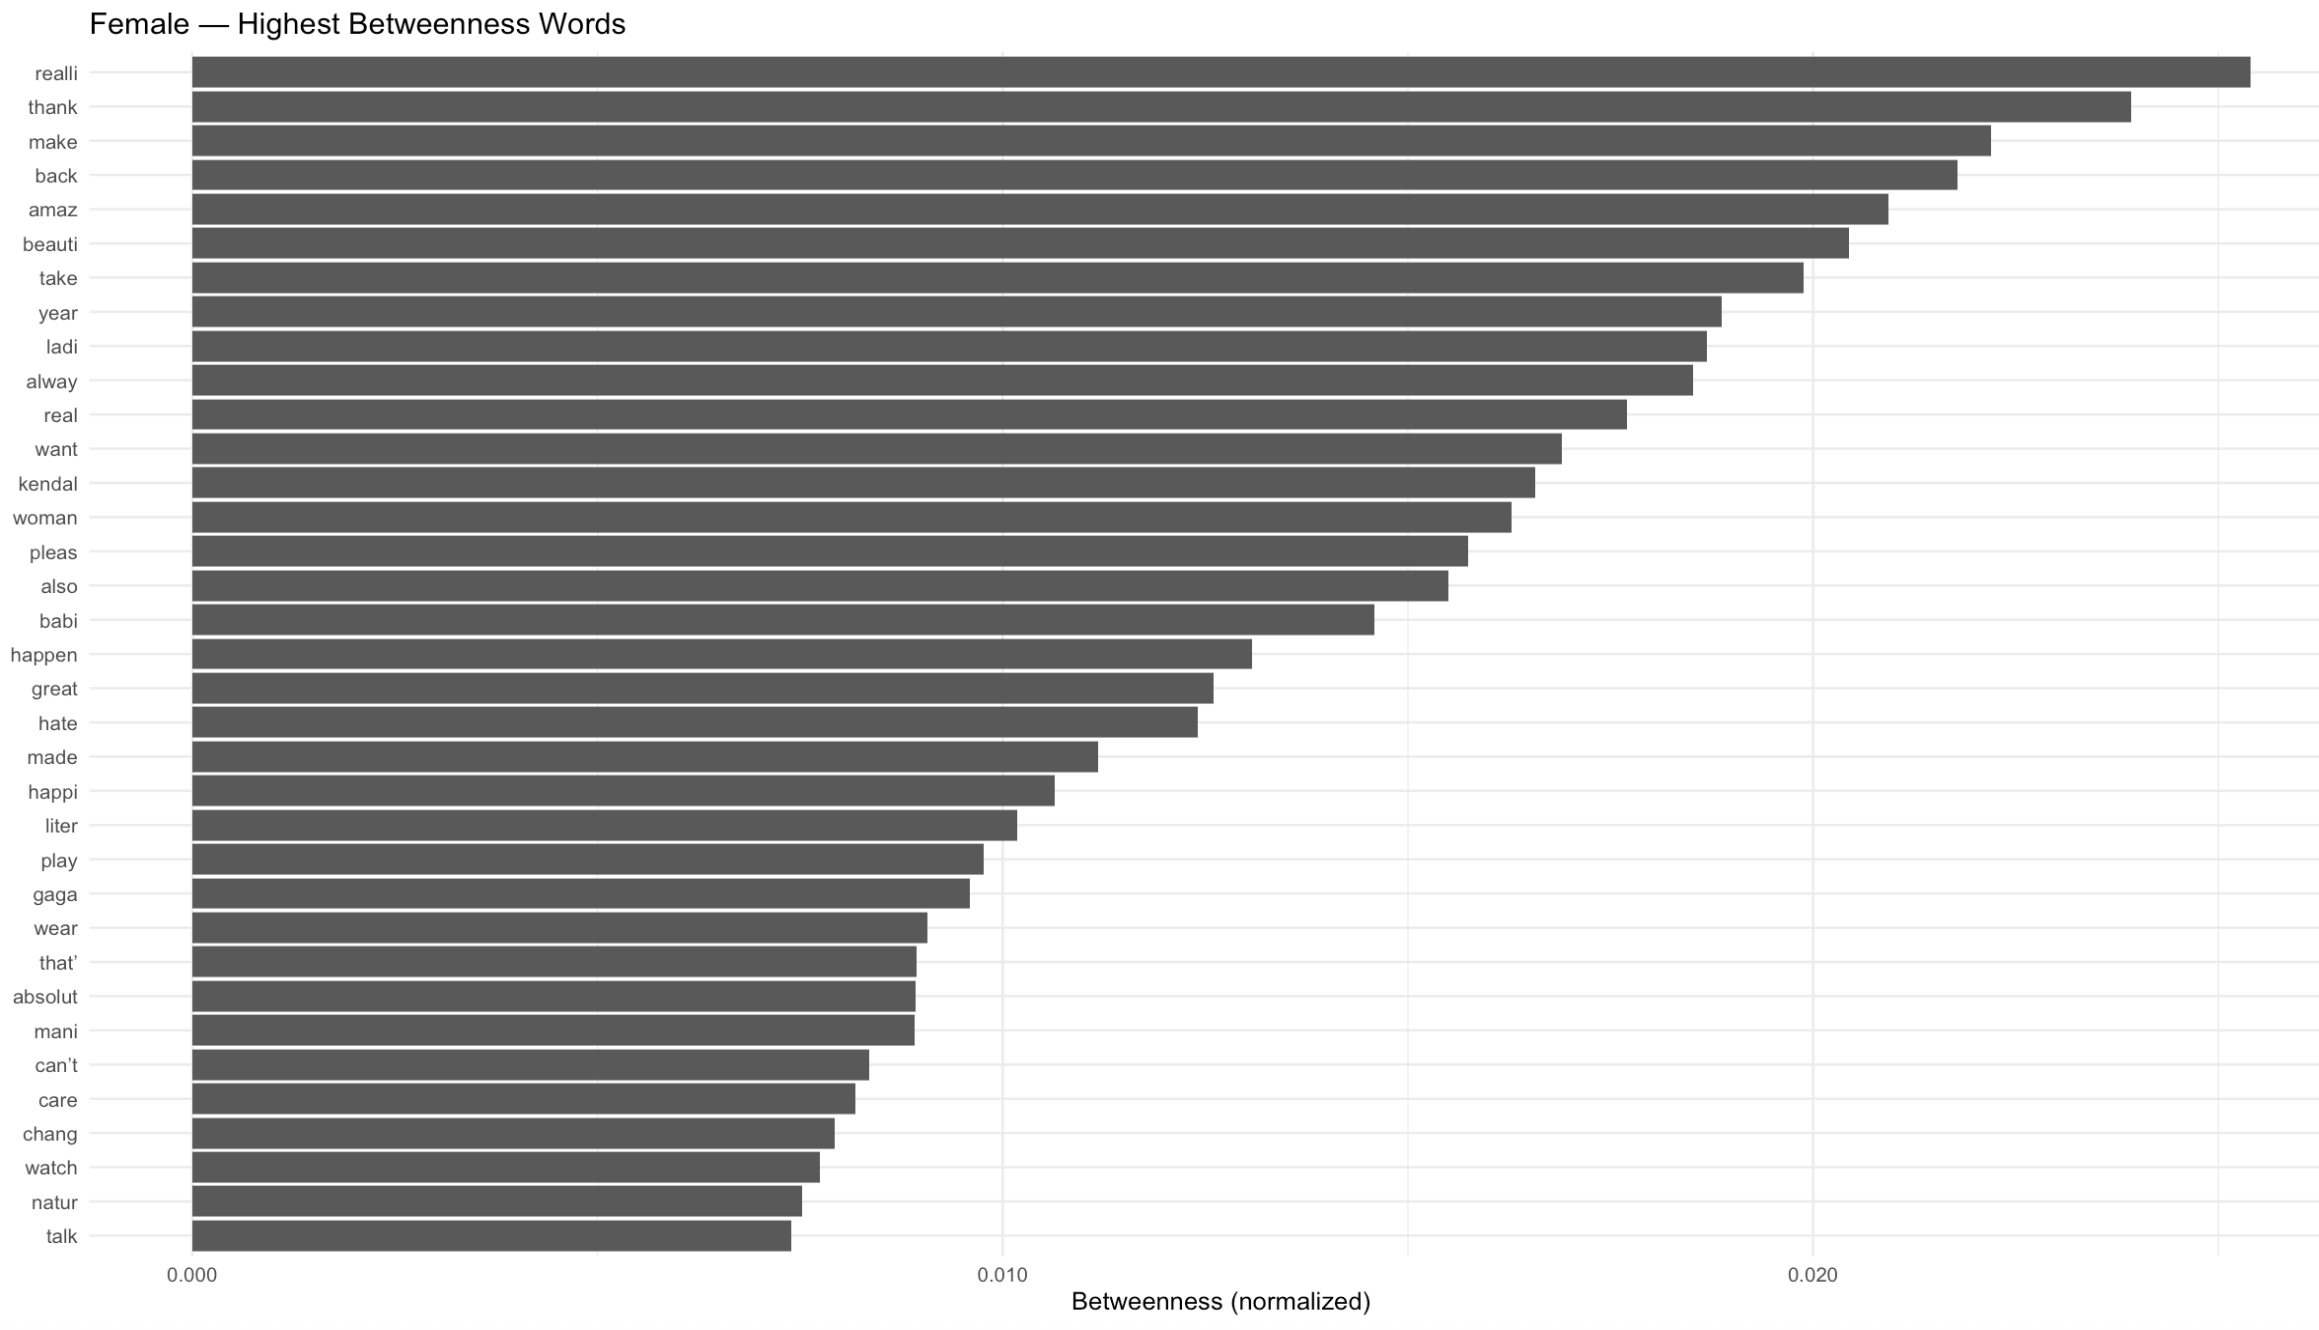 Female — Highest Betweenness Words
realli
thank
make
back
amaz
beauti
take
year
ladi
alway
real
want
kendal
woman
pleas
also
babi
happen
great
hate
made
happi
liter
play
gaga
wear
that’
absolut
mani
can’t
care
chang
watch
natur
talk
0.000 0.010 0.020
Betweenness (normalized)